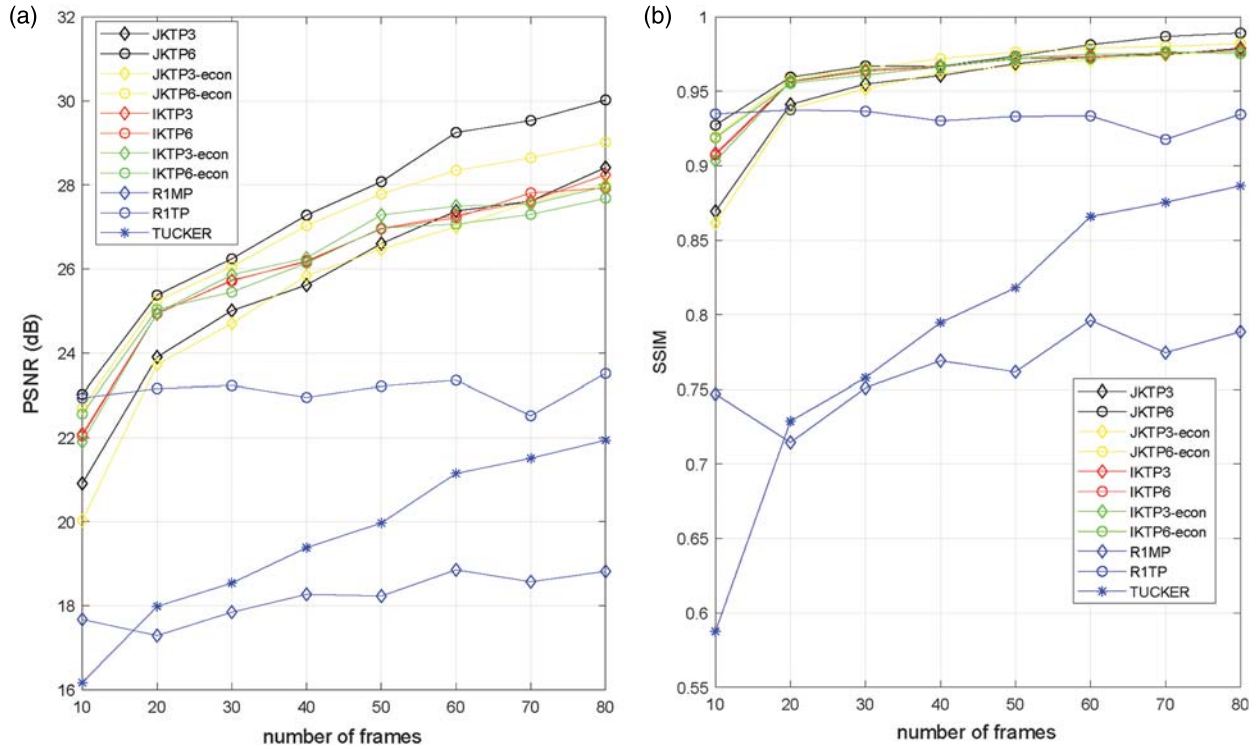 (a)
32
30
28
26
24
22
20
18
16
PSNR (dB)
JKTP3
JKTP6
JKTP3-econ
JKTP6-econ
IKTP3
IKTP6
IKTP3-econ
IKTP6-econ
R1MP
R1TP
TUCKER
10 20 30 40 50 60 70 80
number of frames
(b)
1
0.95
0.9
0.85
0.8
0.75
0.7
0.65
0.6
0.55
SSIM
JKTP3
JKTP6
JKTP3-econ
JKTP6-econ
IKTP3
IKTP6
IKTP3-econ
IKTP6-econ
R1MP
R1TP
TUCKER
10 20 30 40 50 60 70 80
number of frames